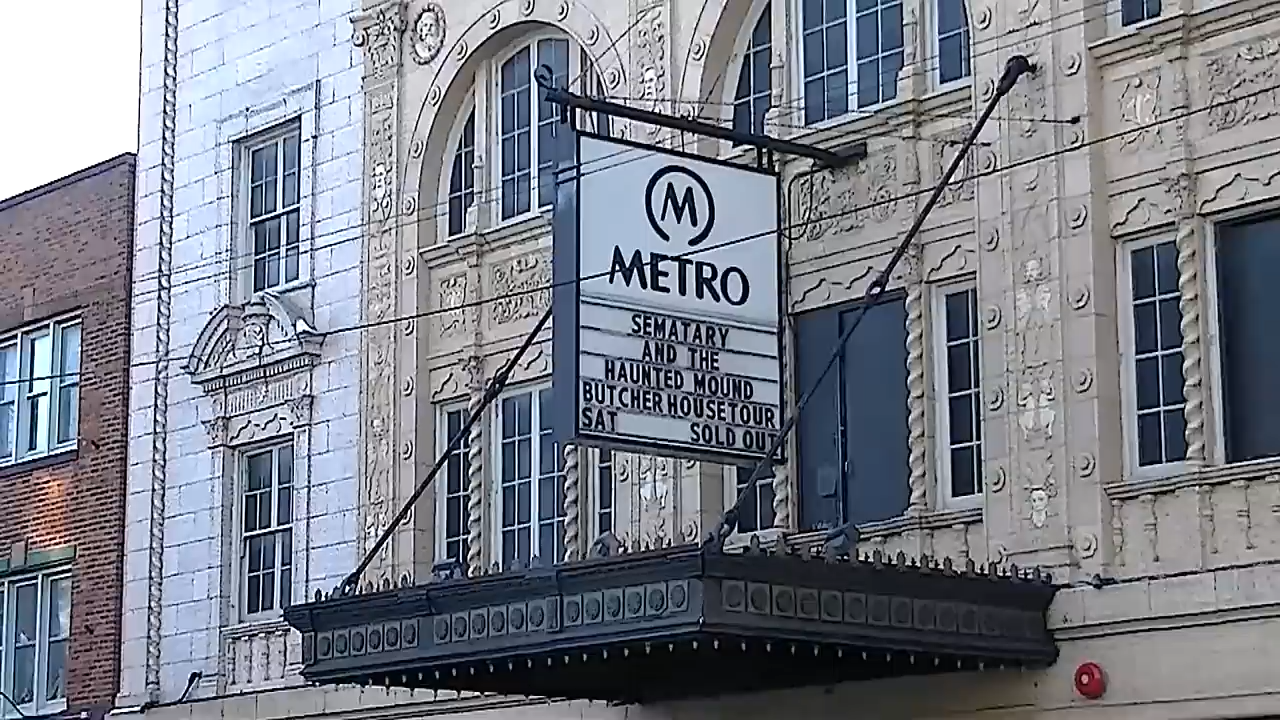 M
METRO
SEMATARY
AND THE
HAUNTED MOUND
BUTCHER HOUSE TOUR
SAT SOLD OUT